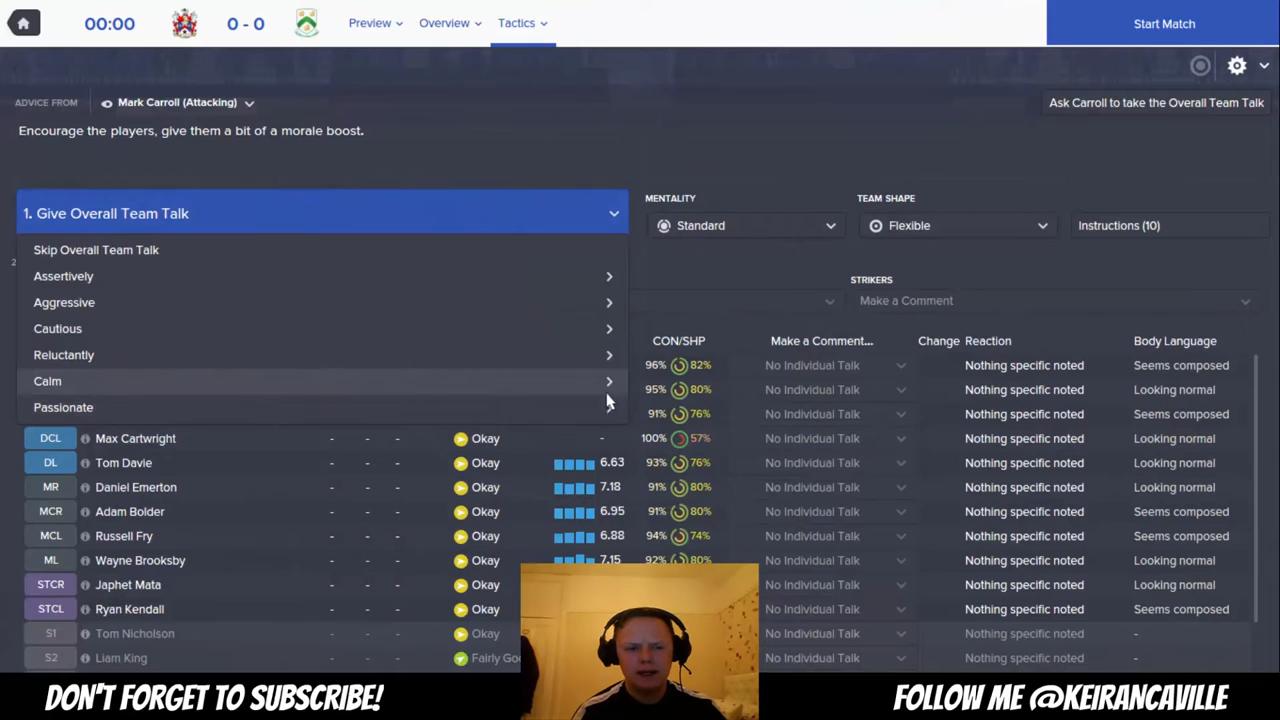 00:00 0 - 0 Preview Overview Tactics Start Match
ADVICE FROM Mark Carroll (Attacking) Ask Carroll to take the Overall Team Talk
Encourage the players, give them a bit of a morale boost.
MENTALITY TEAM SHAPE
1. Give Overall Team Talk Standard Flexible Instructions (10)
Skip Overall Team Talk
2
Assertively STRIKERS
Aggressive Make a Comment
Cautious CON/SHP Make a Comment... Change Reaction Body Language
Reluctantly 96% 82% No Individual Talk Nothing specific noted Seems composed
Calm 95% 80% No Individual Talk Nothing specific noted Looking normal
Passionate 91% 76% No Individual Talk Nothing specific noted Seems composed
DCL Max Cartwright - - - Okay - 100% 57% No Individual Talk Nothing specific noted Looking normal
DL Tom Davie - - - Okay 6.63 93% 76% No Individual Talk Nothing specific noted Looking normal
MR Daniel Emerton - - - Okay 7.18 91% 80% No Individual Talk Nothing specific noted Looking normal
MCR Adam Bolder - - - Okay 6.95 91% 80% No Individual Talk Nothing specific noted Looking normal
MCL Russell Fry - - - Okay 6.88 94% 74% No Individual Talk Nothing specific noted Looking normal
ML Wayne Brooksby - - - Okay 7.15 92% 80% No Individual Talk Nothing specific noted Looking normal
STCR Japhet Mata - - - Okay No Individual Talk Nothing specific noted Looking normal
STCL Ryan Kendall - - - Okay No Individual Talk Nothing specific noted Seems composed
S1 Tom Nicholson - - - Okay No Individual Talk Nothing specific noted -
S2 Liam King - - - Fairly Goo No Individual Talk Nothing specific noted -
DON'T FORGET TO SUBSCRIBE! FOLLOW ME @KEIRANCAVILLE